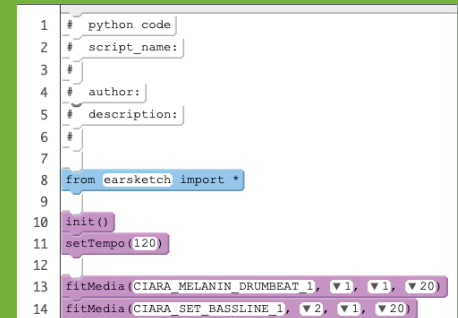 1 # python code
2 # script_name:
3 #
4 # author:
5 # description:
6 #
7
8 from earsketch import *
9
10 init()
11 setTempo(120)
12
13 fitMedia(CIARA_MELANIN_DRUMBEAT_1, ▼1, ▼1, ▼20)
14 fitMedia(CIARA_SET_BASSLINE_1, ▼2, ▼1, ▼20)